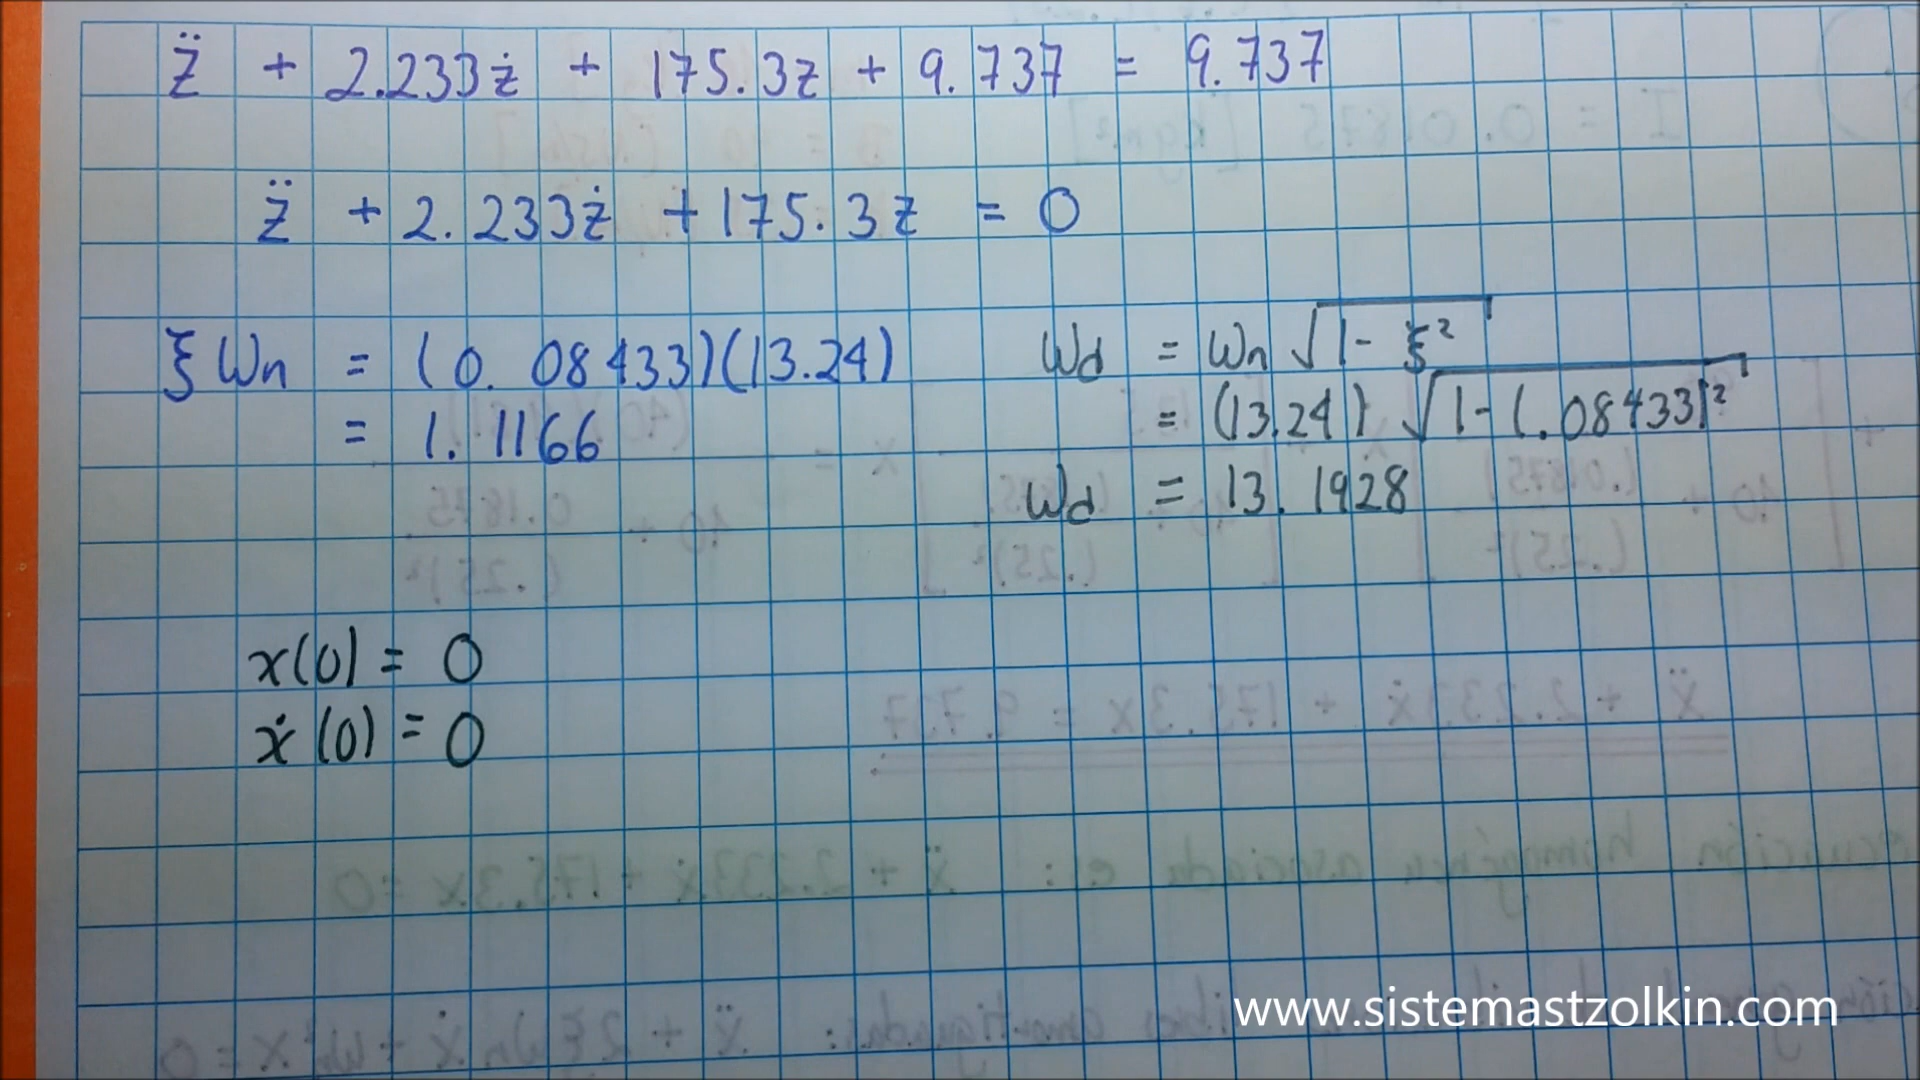 z̈ + 2.233ż + 175.3z + 9.737 = 9.737
z̈ + 2.233ż + 175.3z = 0
ξWn = (0.08433)(13.24)
= 1.1166
Wd = Wn √1-ξ²
= (13.24) √1-(.08433)²
Wd = 13.1928
x(0) = 0
ẋ(0) = 0
www.sistemastzolkin.com